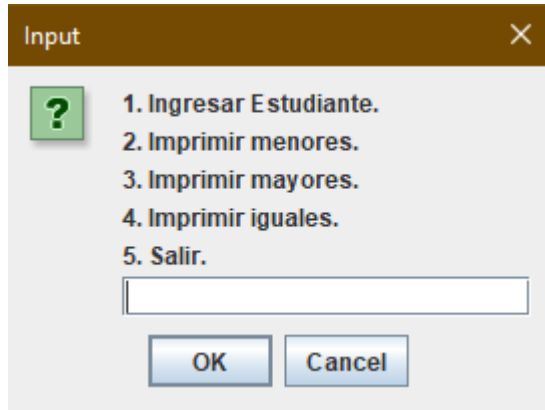 Input
1. Ingresar Estudiante.
2. Imprimir menores.
3. Imprimir mayores.
4. Imprimir iguales.
5. Salir.
OK Cancel